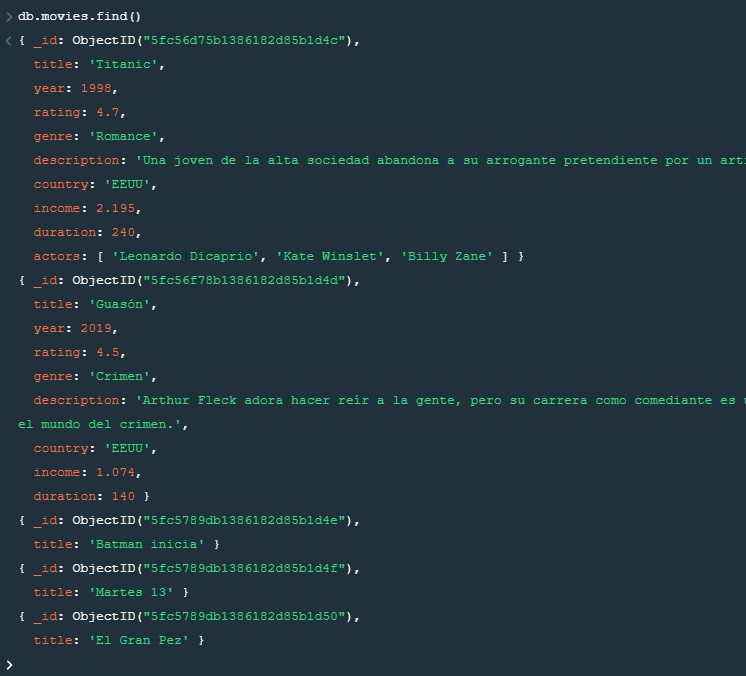 > db.movies.find()
< { _id: ObjectID("5fc56d75b1386182d85b1d4c"),
title: 'Titanic',
year: 1998,
rating: 4.7,
genre: 'Romance',
description: 'Una joven de la alta sociedad abandona a su arrogante pretendiente por un arti
country: 'EEUU',
income: 2.195,
duration: 240,
actors: [ 'Leonardo Dicaprio', 'Kate Winslet', 'Billy Zane' ] }
{ _id: ObjectID("5fc56f78b1386182d85b1d4d"),
title: 'Guasón',
year: 2019,
rating: 4.5,
genre: 'Crimen',
description: 'Arthur Fleck adora hacer reír a la gente, pero su carrera como comediante es
el mundo del crimen.',
country: 'EEUU',
income: 1.074,
duration: 140 }
{ _id: ObjectID("5fc5789db1386182d85b1d4e"),
title: 'Batman inicia' }
{ _id: ObjectID("5fc5789db1386182d85b1d4f"),
title: 'Martes 13' }
{ _id: ObjectID("5fc5789db1386182d85b1d50"),
title: 'El Gran Pez' }
>